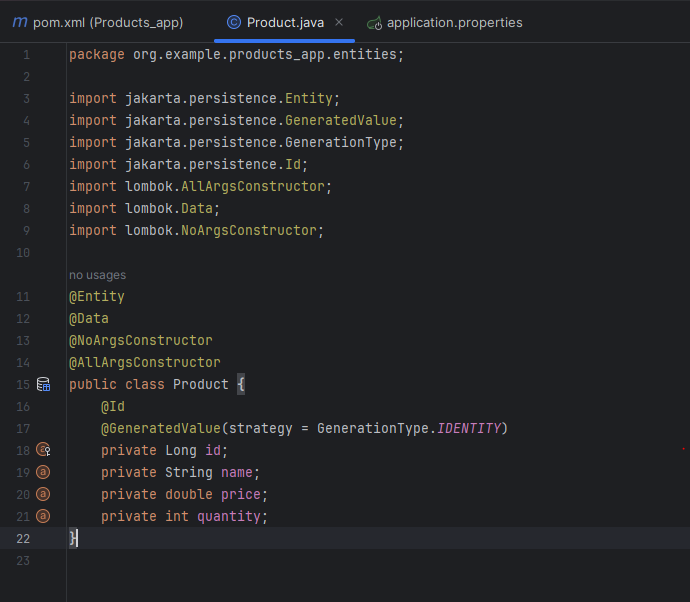 m pom.xml (Products_app)
© Product.java ×
application.properties
1 package org.example.products_app.entities;
2
3 import jakarta.persistence.Entity;
4 import jakarta.persistence.GeneratedValue;
5 import jakarta.persistence.GenerationType;
6 import jakarta.persistence.Id;
7 import lombok.AllArgsConstructor;
8 import lombok.Data;
9 import lombok.NoArgsConstructor;
10
no usages
11 @Entity
12 @Data
13 @NoArgsConstructor
14 @AllArgsConstructor
15 public class Product {
16 @Id
17 @GeneratedValue(strategy = GenerationType.IDENTITY)
18 a private Long id;
19 a private String name;
20 a private double price;
21 a private int quantity;
22 }
23